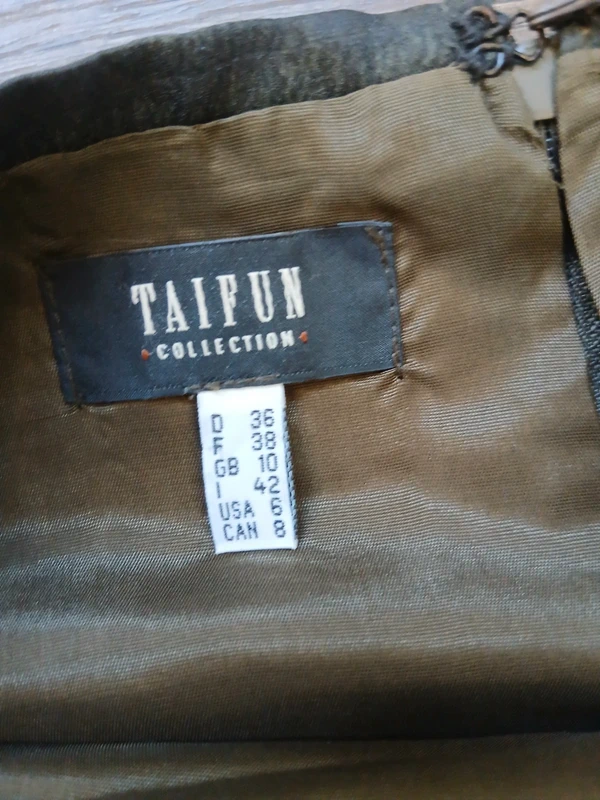 TAIFUN
COLLECTION
D 36
F 38
GB 10
I 42
USA 6
CAN 8